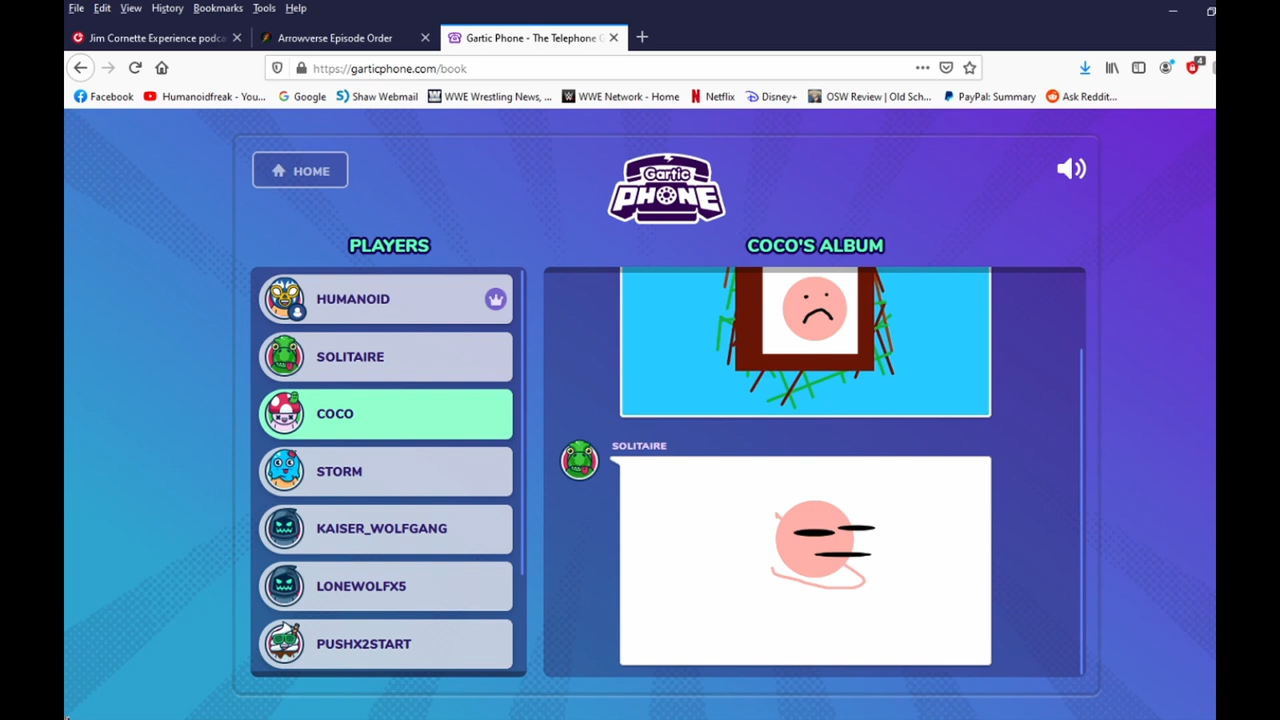 File Edit View History Bookmarks Tools Help
Jim Cornette Experience podca
Arrowverse Episode Order
Gartic Phone - The Telephone G
https://garticphone.com/book
Facebook
Humanoidfreak - You...
Google
Shaw Webmail
WWE Wrestling News, ...
WWE Network - Home
Netflix
Disney+
OSW Review | Old Sch...
PayPal: Summary
Ask Reddit...
4
HOME
Gartic
PHONE
PLAYERS
COCO'S ALBUM
HUMANOID
SOLITAIRE
COCO
STORM
KAISER_WOLFGANG
LONEWOLFX5
PUSHX2START
SOLITAIRE